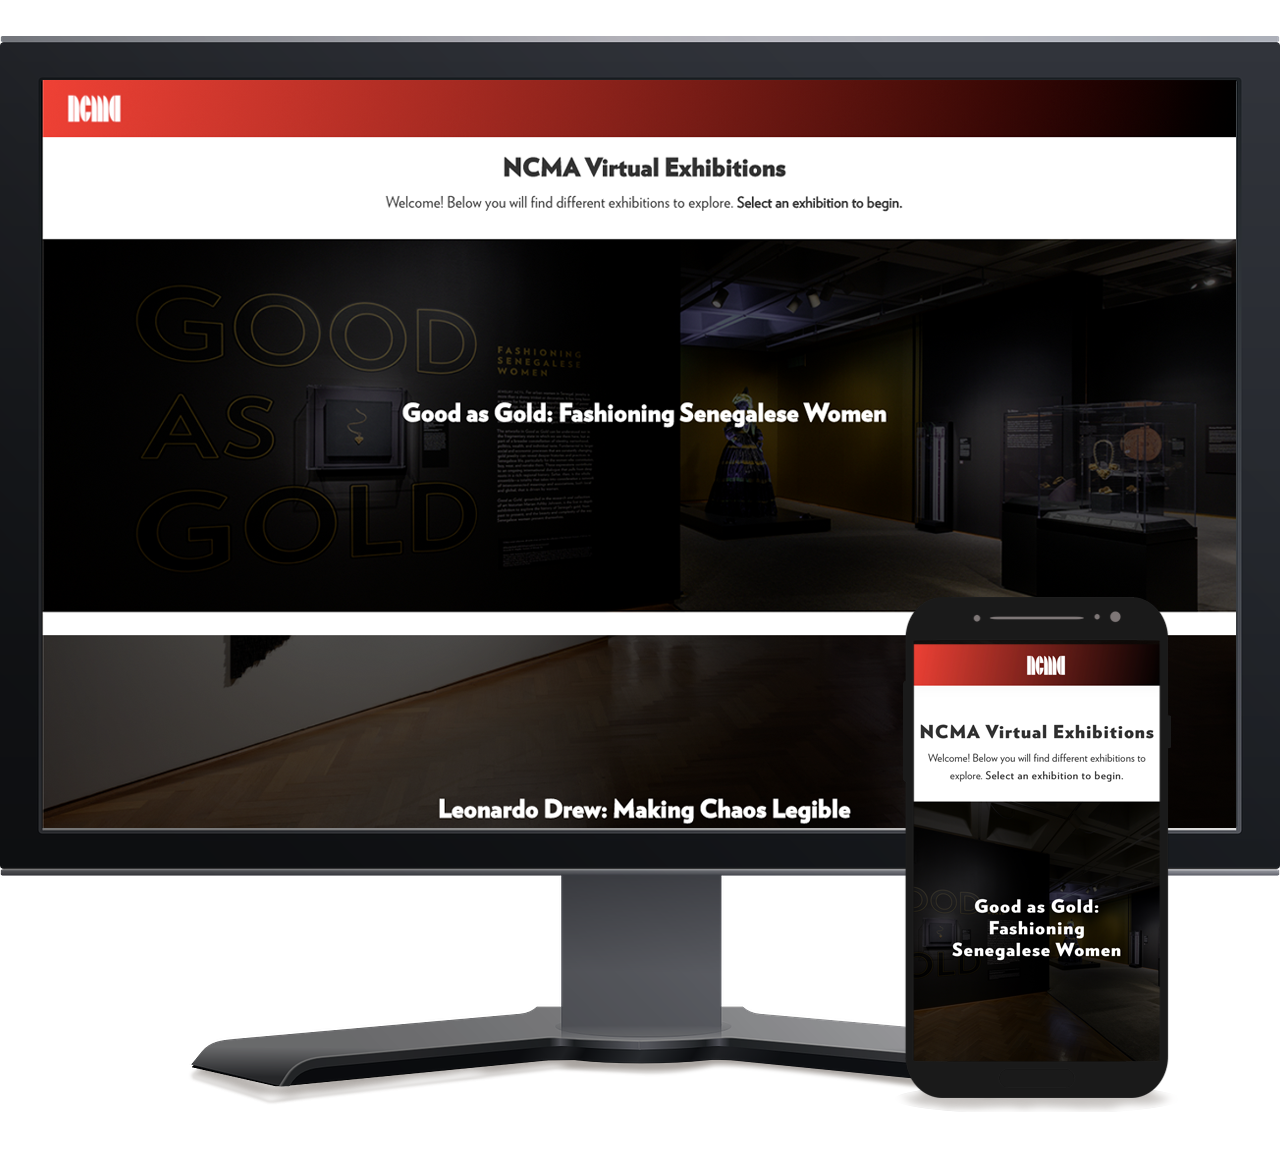 ncma
NCMA Virtual Exhibitions
Welcome! Below you will find different exhibitions to explore. Select an exhibition to begin.
GOOD
AS
GOLD
FASHIONING
SENEGALESE
WOMEN
Good as Gold: Fashioning Senegalese Women
Leonardo Drew: Making Chaos Legible
ncma
NCMA Virtual Exhibitions
Welcome! Below you will find different exhibitions to
explore. Select an exhibition to begin.
Good as Gold:
Fashioning
Senegalese Women